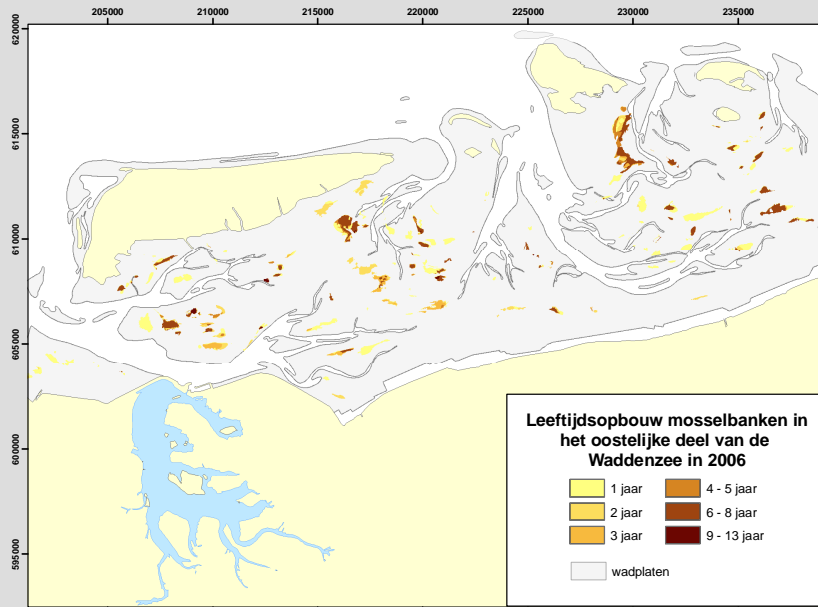 205000 210000 215000 220000 225000 230000 235000
620000
615000
610000
605000
600000
595000
Leeftijdsopbouw mosselbanken in
het oostelijke deel van de
Waddenzee in 2006
1 jaar 4 - 5 jaar
2 jaar 6 - 8 jaar
3 jaar 9 - 13 jaar
wadplaten